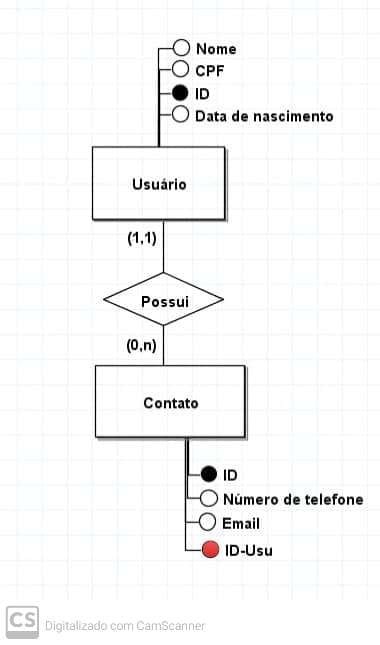 Nome
CPF
ID
Data de nascimento
Usuário
(1,1)
Possui
(0,n)
Contato
ID
Número de telefone
Email
ID-Usu
CS Digitalizado com CamScanner